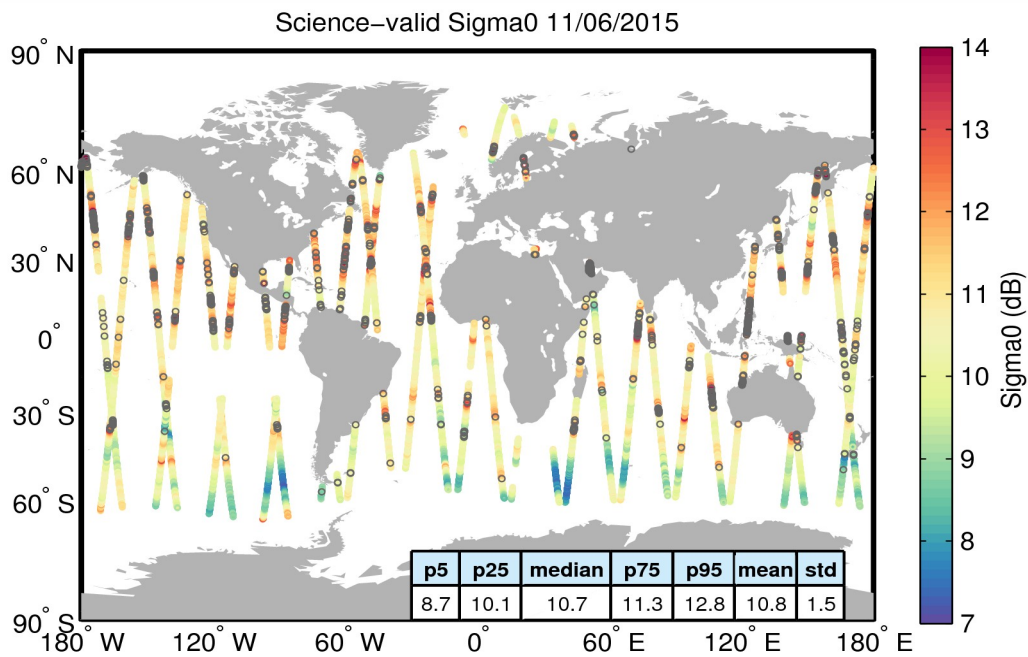 Science−valid Sigma0 11/06/2015
90° N
60° N
30° N
0°
30° S
60° S
90° S
180° W
120° W
60° W
0°
60° E
120° E
180° E
14
13
12
11
10
9
8
7
Sigma0 (dB)
p5 p25 median p75 p95 mean std
8.7 10.1 10.7 11.3 12.8 10.8 1.5